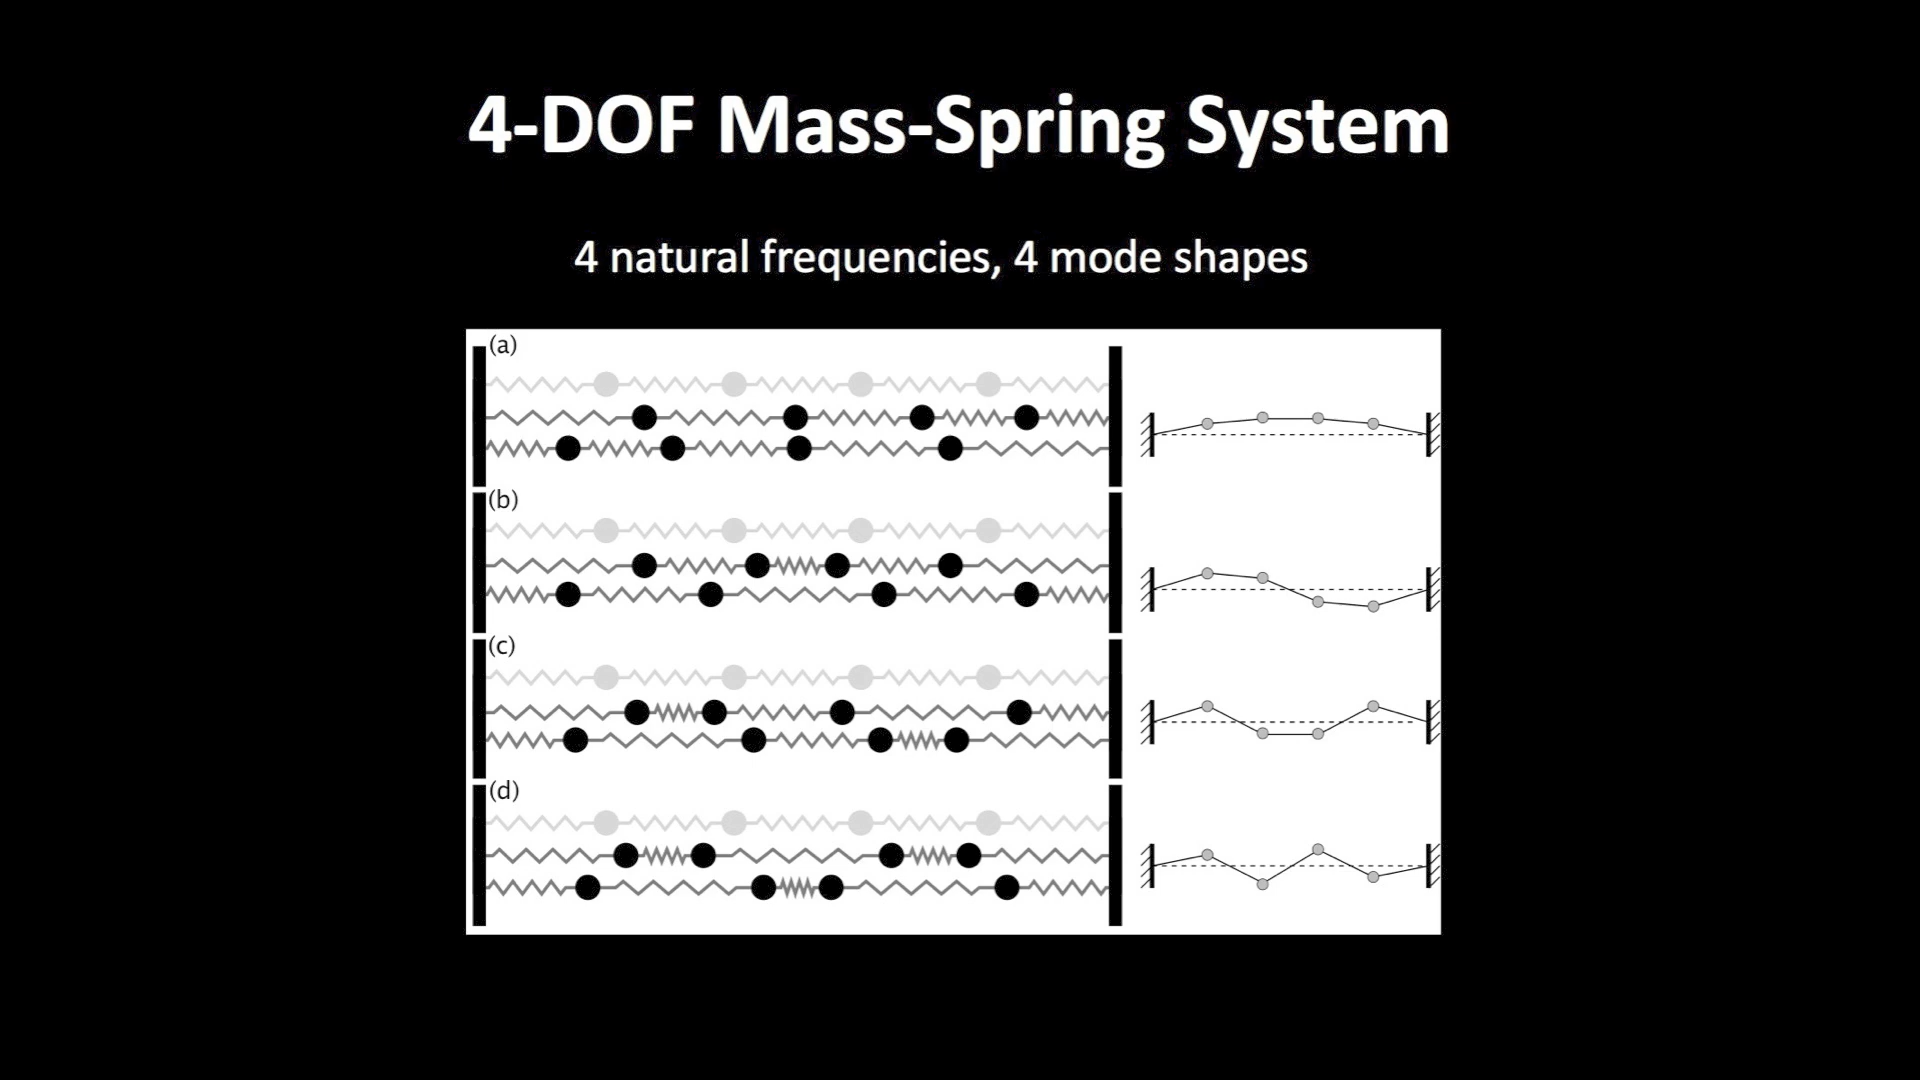 4-DOF Mass-Spring System
4 natural frequencies, 4 mode shapes
(a)
(b)
(c)
(d)